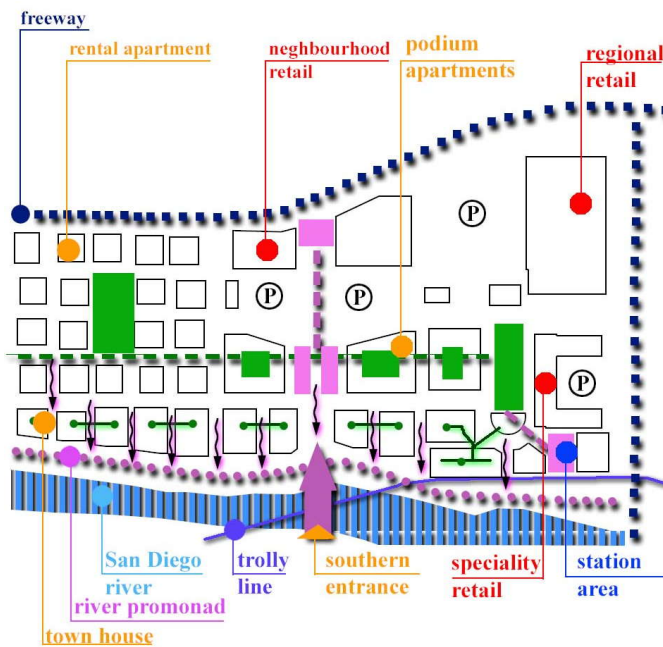 freeway
rental apartment
neghbourhood
retail
podium
apartments
regional
retail
P
P
P
P
San Diego
river
trolly
line
southern
entrance
speciality
retail
station
area
river promonad
town house